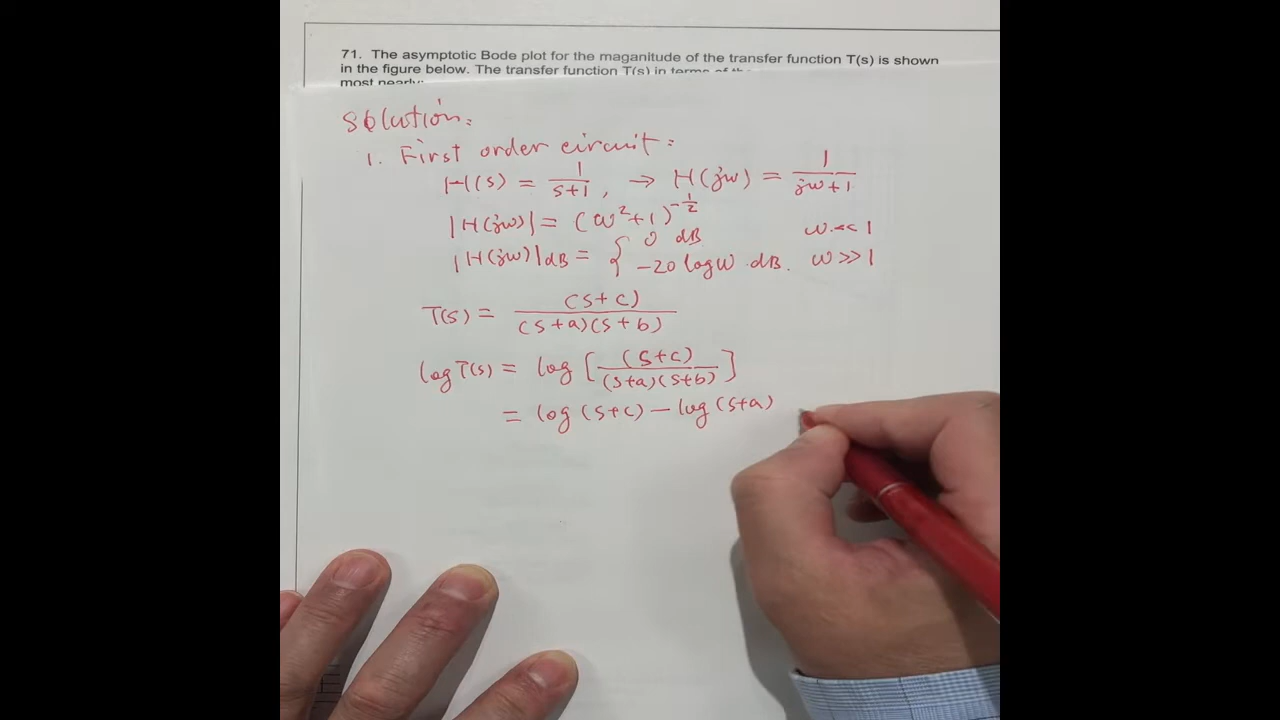 71. The asymptotic Bode plot for the maganitude of the transfer function T(s) is shown
in the figure below. The transfer function T(s) in terms of
most nearly:
Solution:
1. First order circuit:
H(s) = 1/(s+1), → H(jω) = 1/(jω+1)
|H(jω)| = (ω²+1)^(-1/2)
|H(jω)|dB = { 0 dB ω << 1
-20 log ω dB. ω >> 1
T(s) = (s+c)/((s+a)(s+b))
log T(s) = log [(s+c)/((s+a)(s+b))]
= log (s+c) - log (s+a)